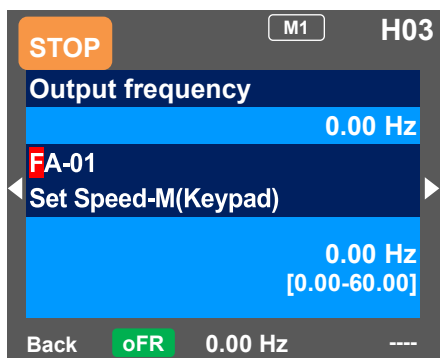 STOP M1 H03
Output frequency
0.00 Hz
FA-01
Set Speed-M(Keypad)
0.00 Hz
[0.00-60.00]
Back oFR 0.00 Hz ----